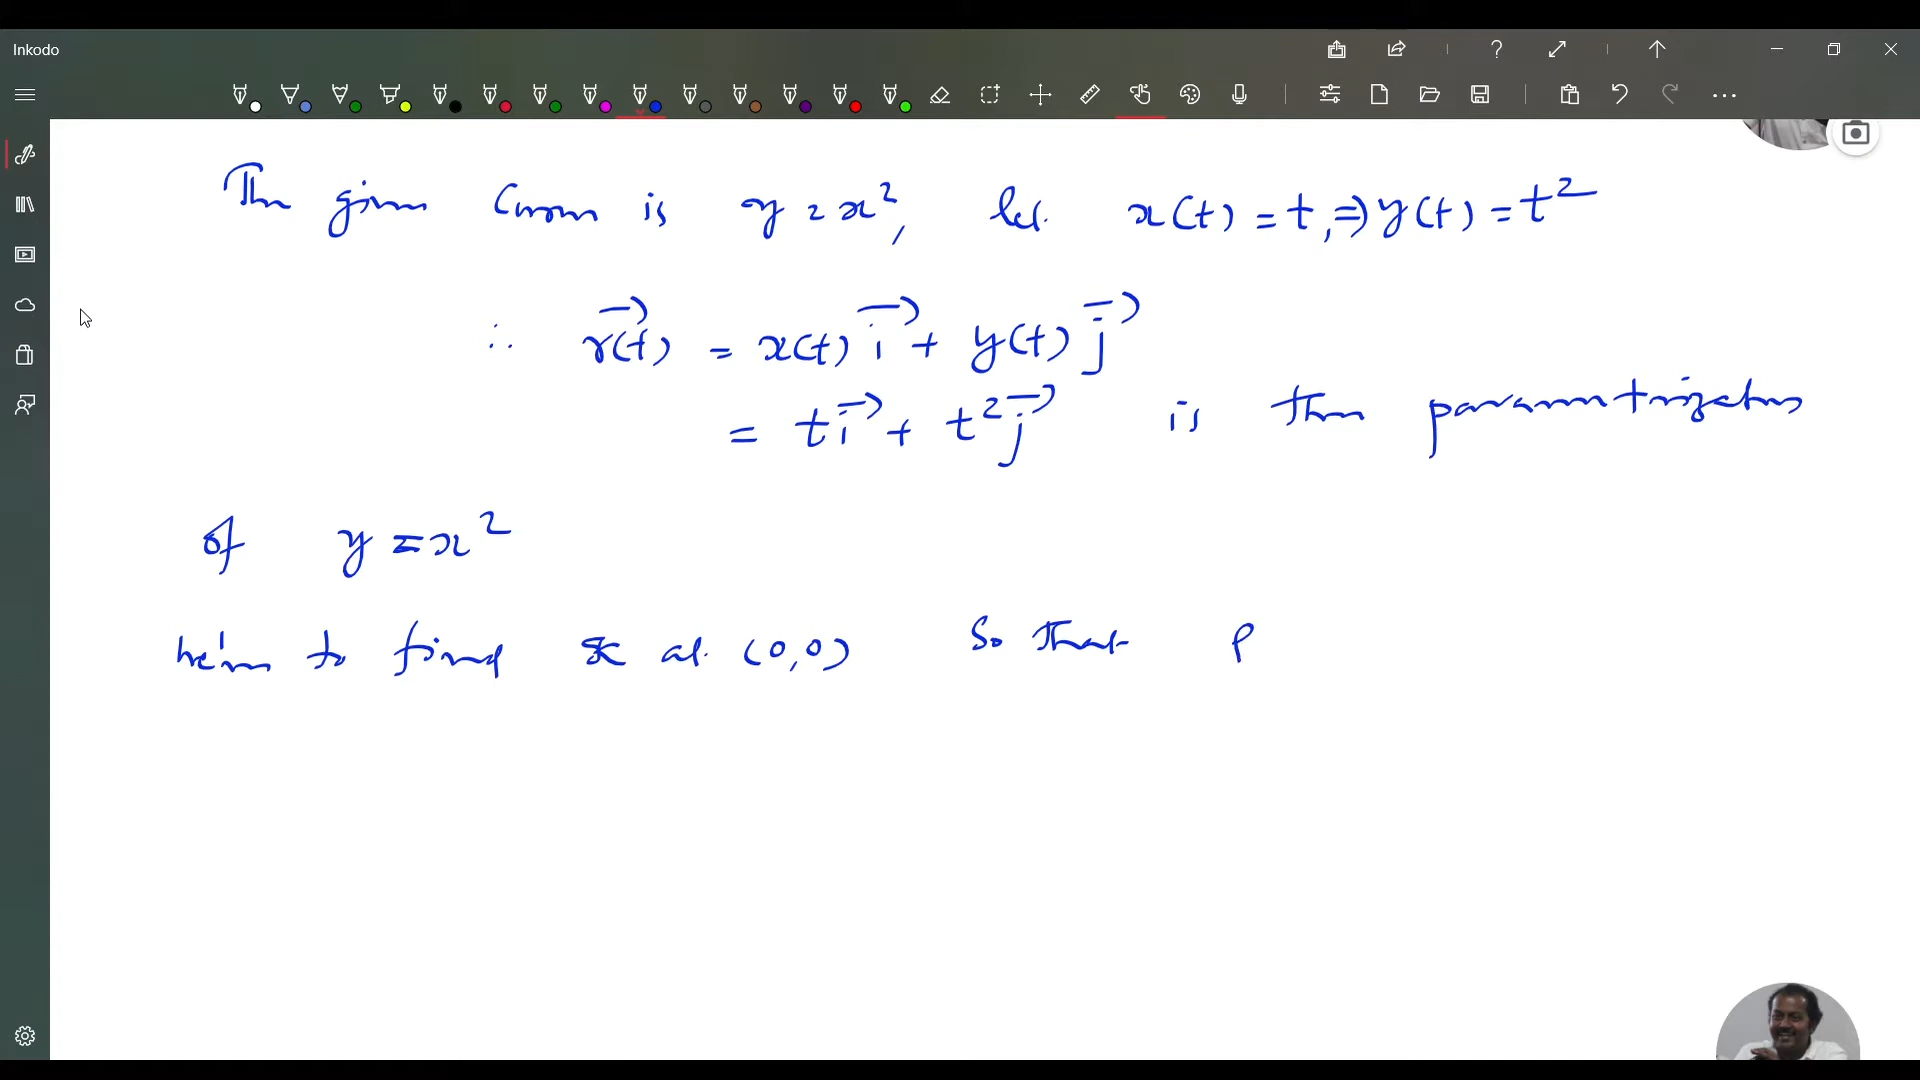 Inkodo
The given Curve is y = x², let x(t) = t, ⇒ y(t) = t²
∴ r⃗(t) = x(t) i⃗ + y(t) j⃗
= t i⃗ + t² j⃗ is the parametrization
of y = x²
to find at (0,0) So that P